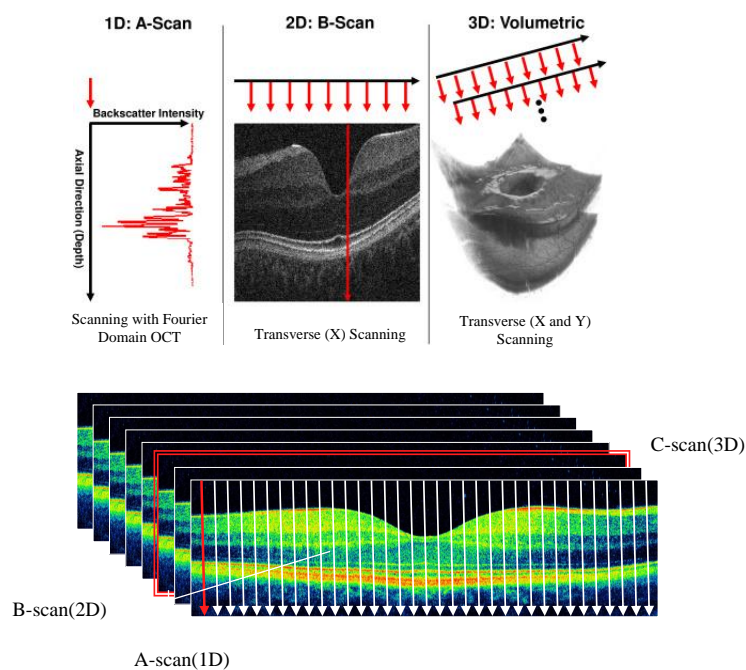 1D: A-Scan
2D: B-Scan
3D: Volumetric
Backscatter Intensity
Axial Direction (Depth)
Scanning with Fourier
Domain OCT
Transverse (X) Scanning
Transverse (X and Y)
Scanning
C-scan(3D)
B-scan(2D)
A-scan(1D)